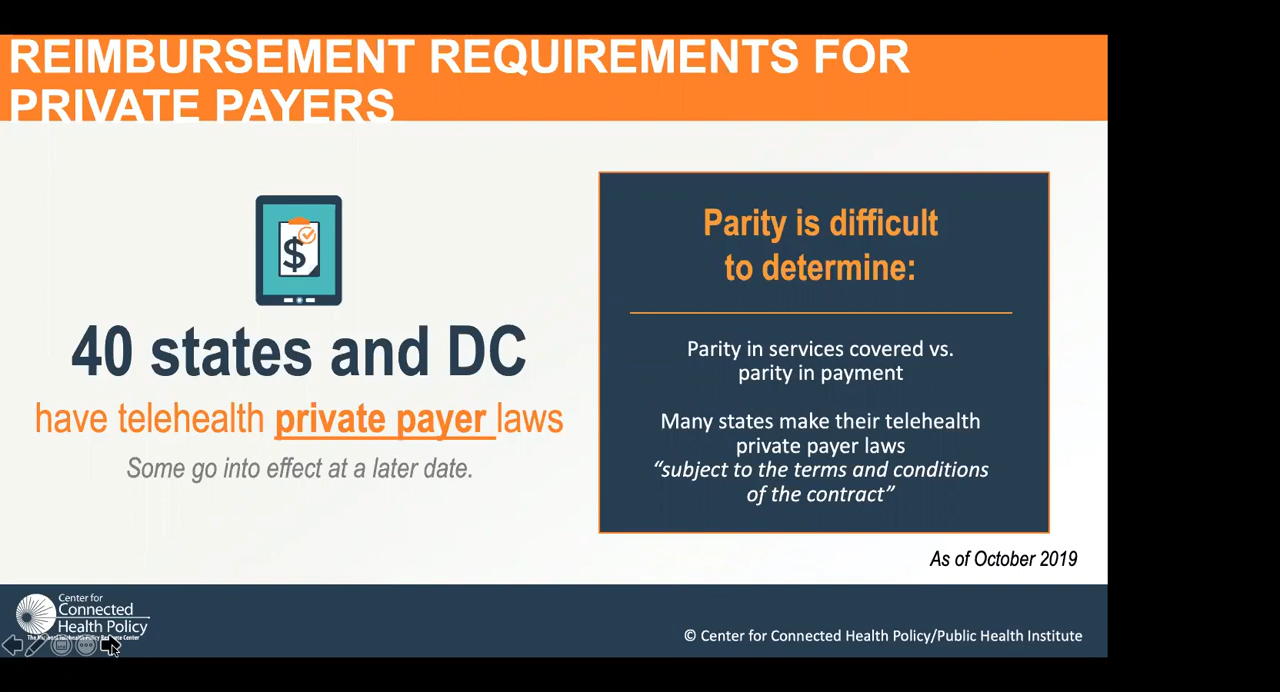 REIMBURSEMENT REQUIREMENTS FOR
PRIVATE PAYERS
$
40 states and DC
have telehealth private payer laws
Some go into effect at a later date.
Parity is difficult
to determine:
Parity in services covered vs.
parity in payment
Many states make their telehealth
private payer laws
“subject to the terms and conditions
of the contract”
As of October 2019
Center for
Connected
Health Policy
© Center for Connected Health Policy/Public Health Institute